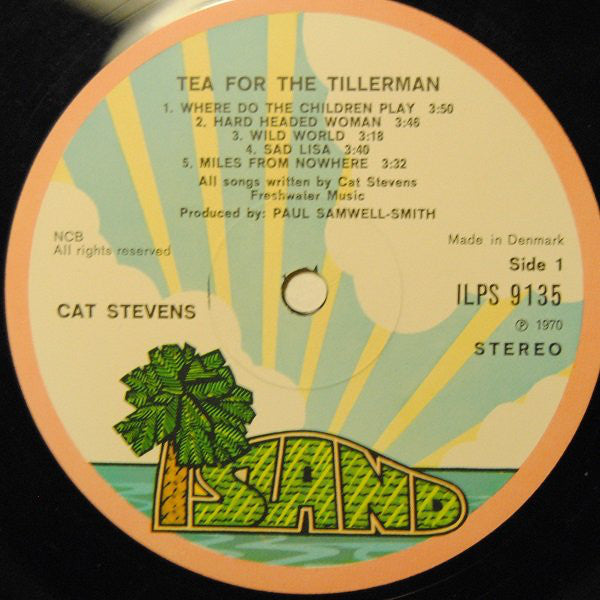 TEA FOR THE TILLERMAN
1. WHERE DO THE CHILDREN PLAY 3:50
2. HARD HEADED WOMAN 3:46
3. WILD WORLD 3:18
4. SAD LISA 3:40
5. MILES FROM NOWHERE 3:32
All songs written by Cat Stevens
Freshwater Music
Produced by: PAUL SAMWELL-SMITH
NCB
All rights reserved
CAT STEVENS
Made in Denmark
Side 1
ILPS 9135
℗ 1970
STEREO
ISLAND